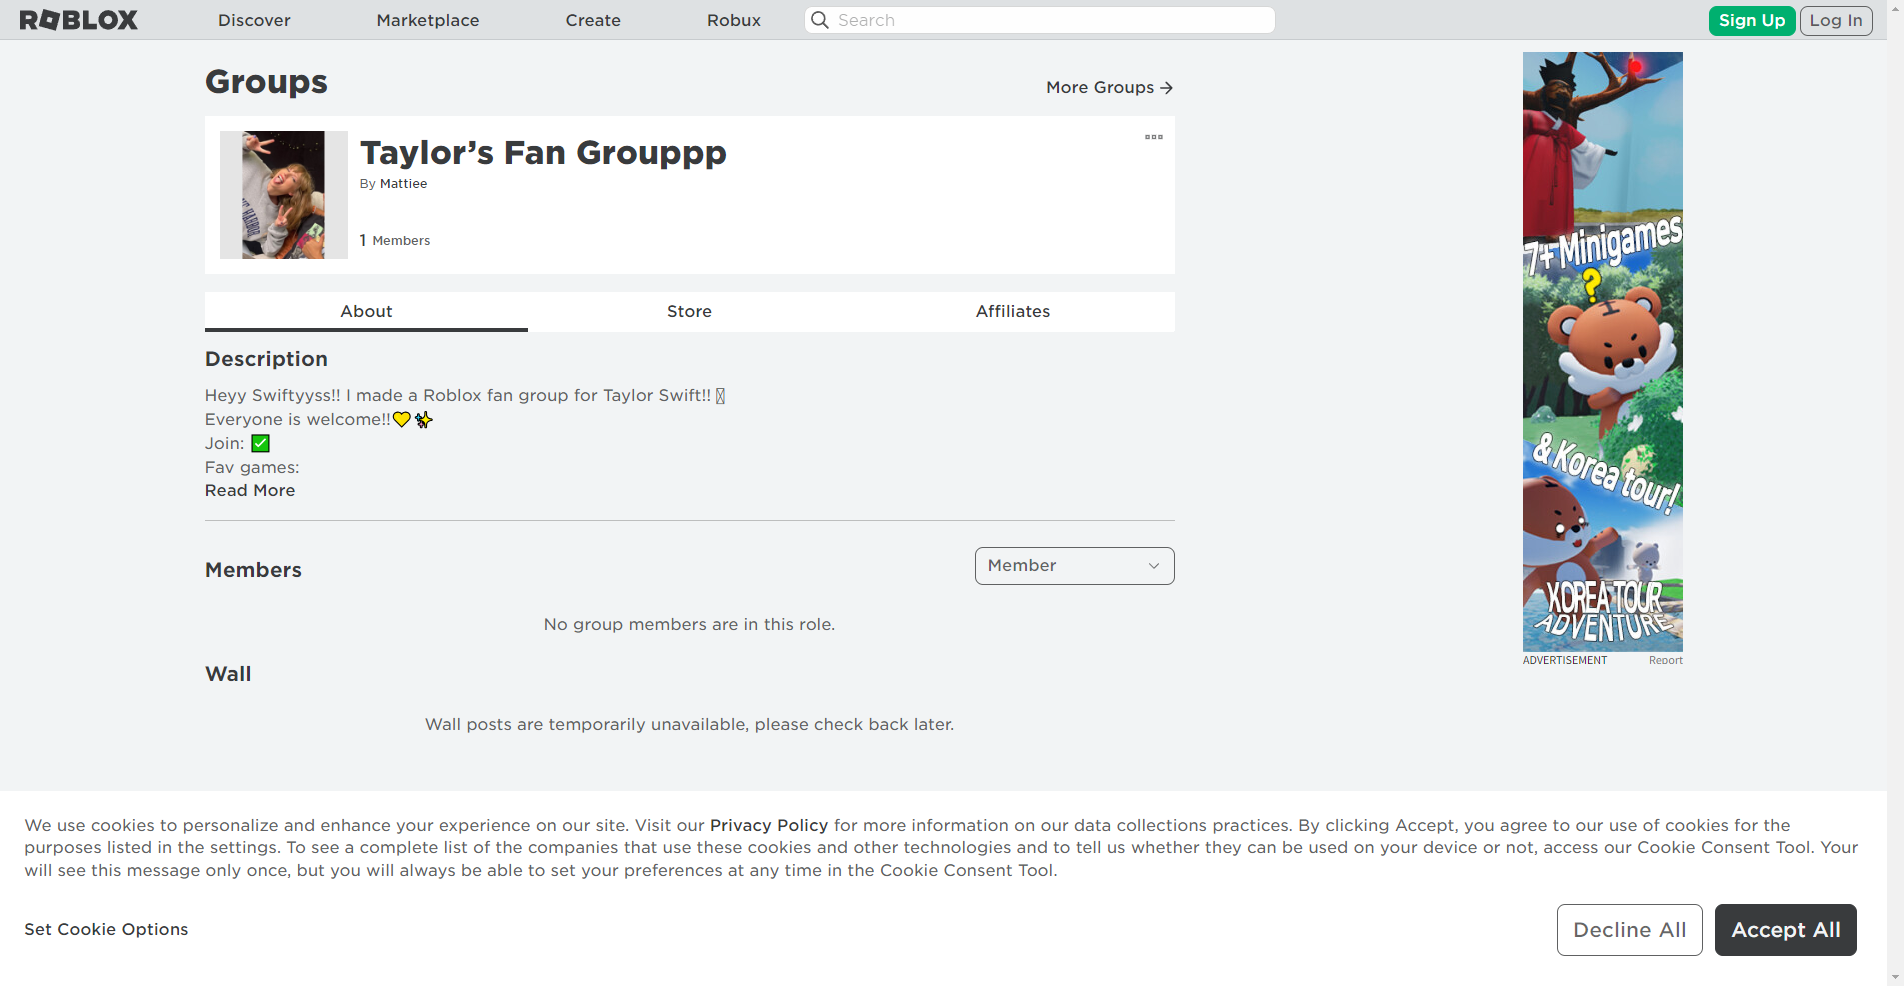 ROBLOX
Discover
Marketplace
Create
Robux
Search
Sign Up
Log In
Groups
More Groups →
Taylor’s Fan Grouppp
By Mattiee
1 Members
About
Store
Affiliates
Description
Heyy Swiftyyss!! I made a Roblox fan group for Taylor Swift!!
Everyone is welcome!!💛✨
Join: ✅
Fav games:
Read More
Members
Member
No group members are in this role.
Wall
Wall posts are temporarily unavailable, please check back later.
7+ Minigames
?
& Korea tour!
KOREA TOUR
ADVENTURE
ADVERTISEMENT
Report
We use cookies to personalize and enhance your experience on our site. Visit our Privacy Policy for more information on our data collections practices. By clicking Accept, you agree to our use of cookies for the
purposes listed in the settings. To see a complete list of the companies that use these cookies and other technologies and to tell us whether they can be used on your device or not, access our Cookie Consent Tool. Your
will see this message only once, but you will always be able to set your preferences at any time in the Cookie Consent Tool.
Set Cookie Options
Decline All
Accept All